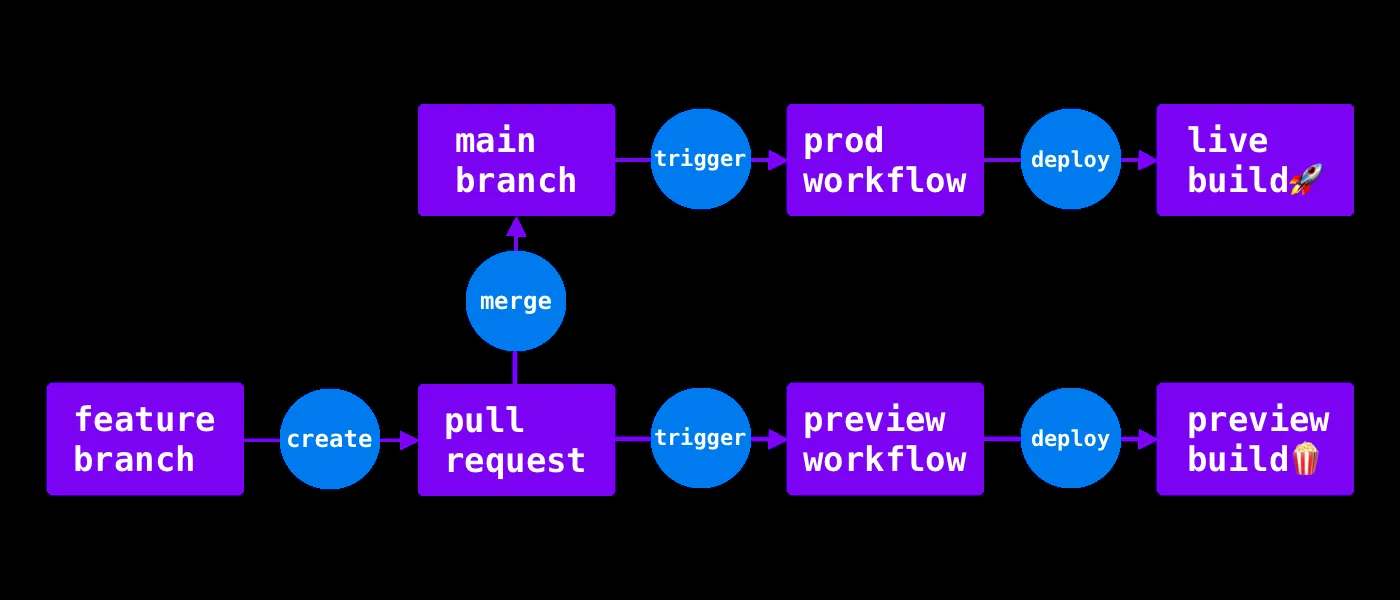 main
branch
trigger
prod
workflow
deploy
live
build🚀
merge
feature
branch
create
pull
request
trigger
preview
workflow
deploy
preview
build🍿